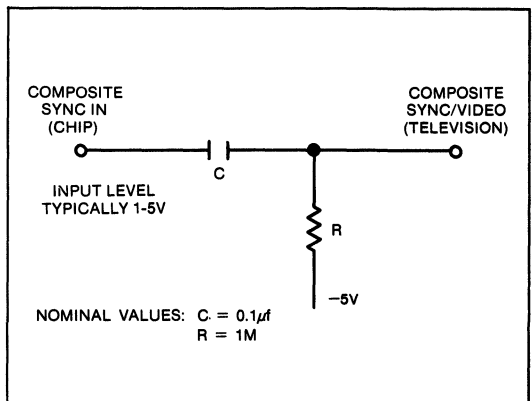 COMPOSITE
SYNC IN
(CHIP)
COMPOSITE
SYNC/VIDEO
(TELEVISION)
C
INPUT LEVEL
TYPICALLY 1-5V
R
−5V
NOMINAL VALUES: C = 0.1µf
R = 1M